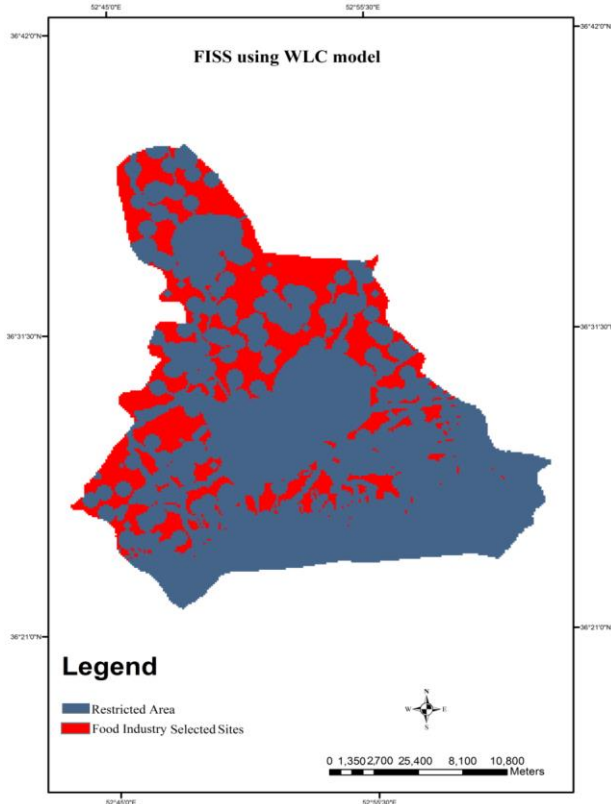 52°45'0"E 52°55'30"E
36°42'0"N 36°42'0"N
FISS using WLC model
36°31'30"N 36°31'30"N
36°21'0"N 36°21'0"N
Legend
Restricted Area
Food Industry Selected Sites
N
W E
S
0 1,350 2,700 25,400 8,100 10,800
Meters
52°45'0"E 52°55'30"E